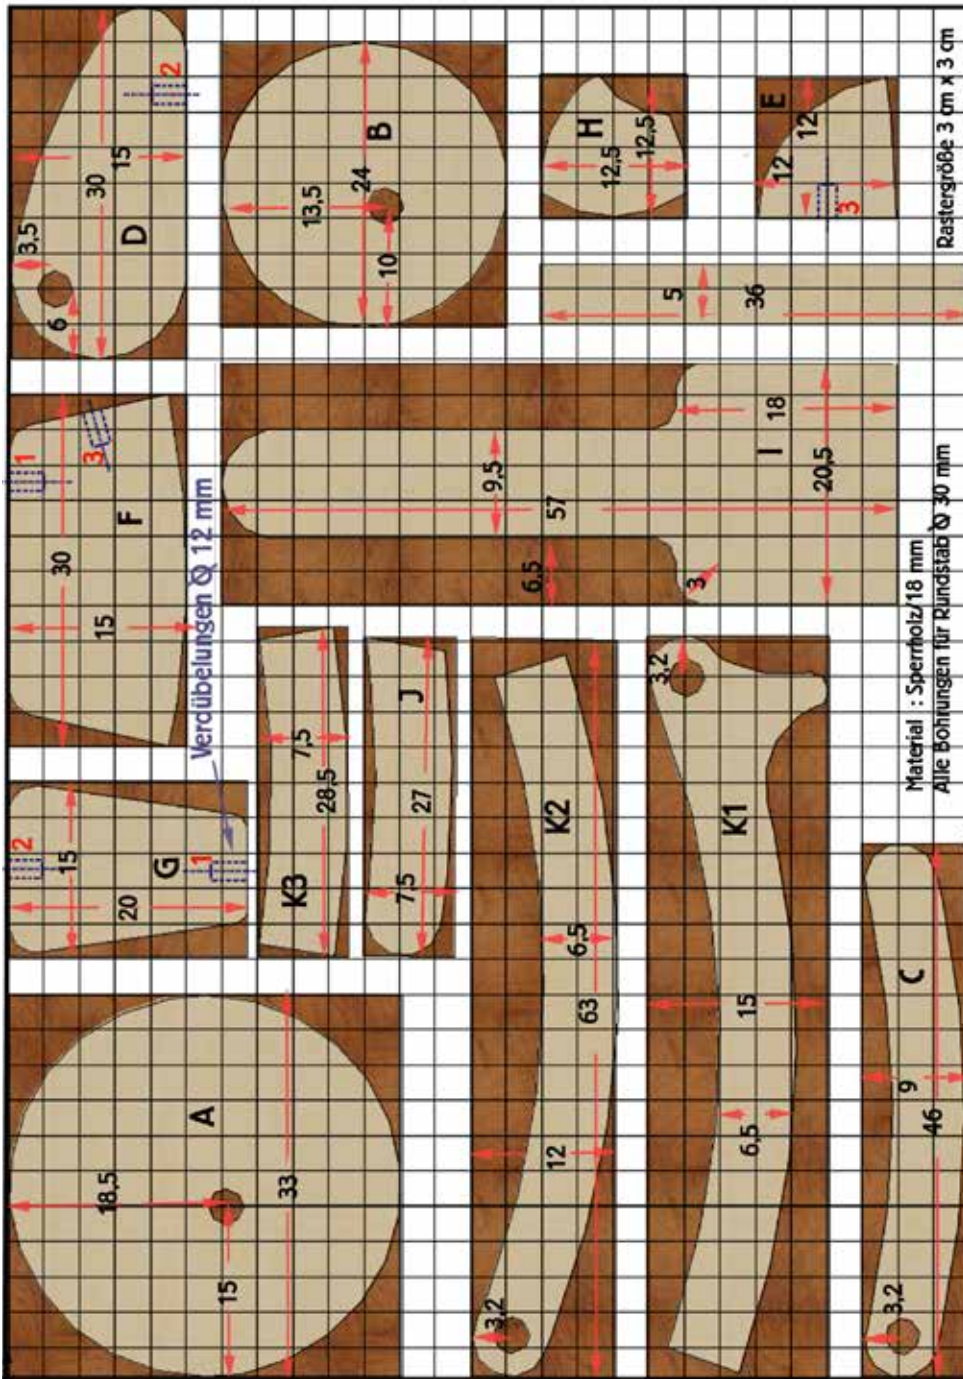 18,5
A
15
33
2
15
20
G
1
1
3
30
F
15
3,5
30
15
D
6
2
Verdübelungen Ø 12 mm
13,5
24
B
10
K3
7,5
28,5
J
7,5
27
K2
3,2
12
6,5
63
9,5
57
6,5
3
18
I
20,5
5
36
H
12,5
12,5
E
12
12
3
K1
3,2
15
6,5
C
3,2
9
46
Material : Sperrholz/18 mm
Alle Bohrungen für Rundstab Ø 30 mm
Rastergröße 3 cm x 3 cm